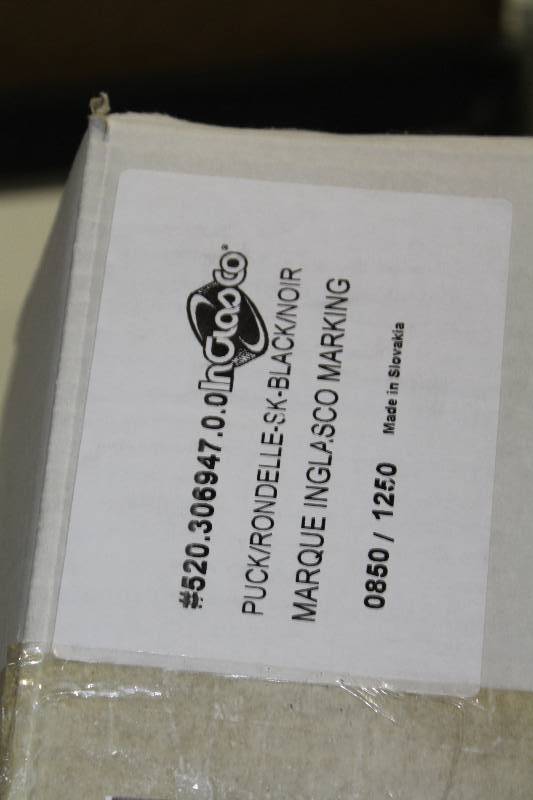 #520.306947.0.0 InGlasCo®
PUCK/RONDELLE-SK-BLACK/NOIR
MARQUE INGLASCO MARKING
0850 / 1250 Made in Slovakia